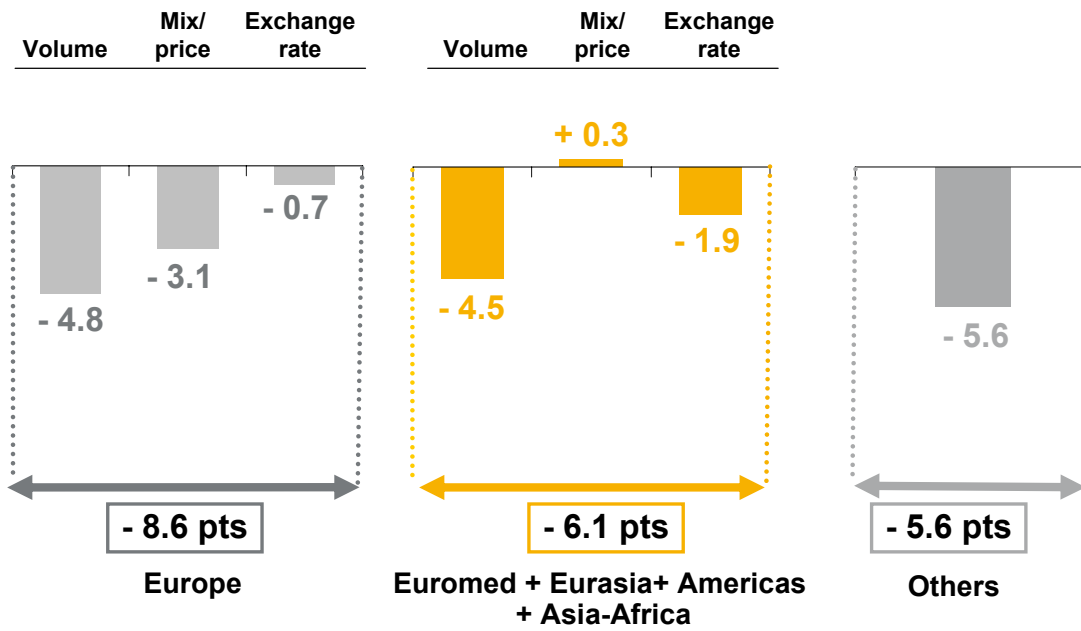 Volume
Mix/
price
Exchange
rate
Volume
Mix/
price
Exchange
rate
- 4.8
- 3.1
- 0.7
- 4.5
+ 0.3
- 1.9
- 5.6
- 8.6 pts
- 6.1 pts
- 5.6 pts
Europe
Euromed + Eurasia+ Americas
+ Asia-Africa
Others